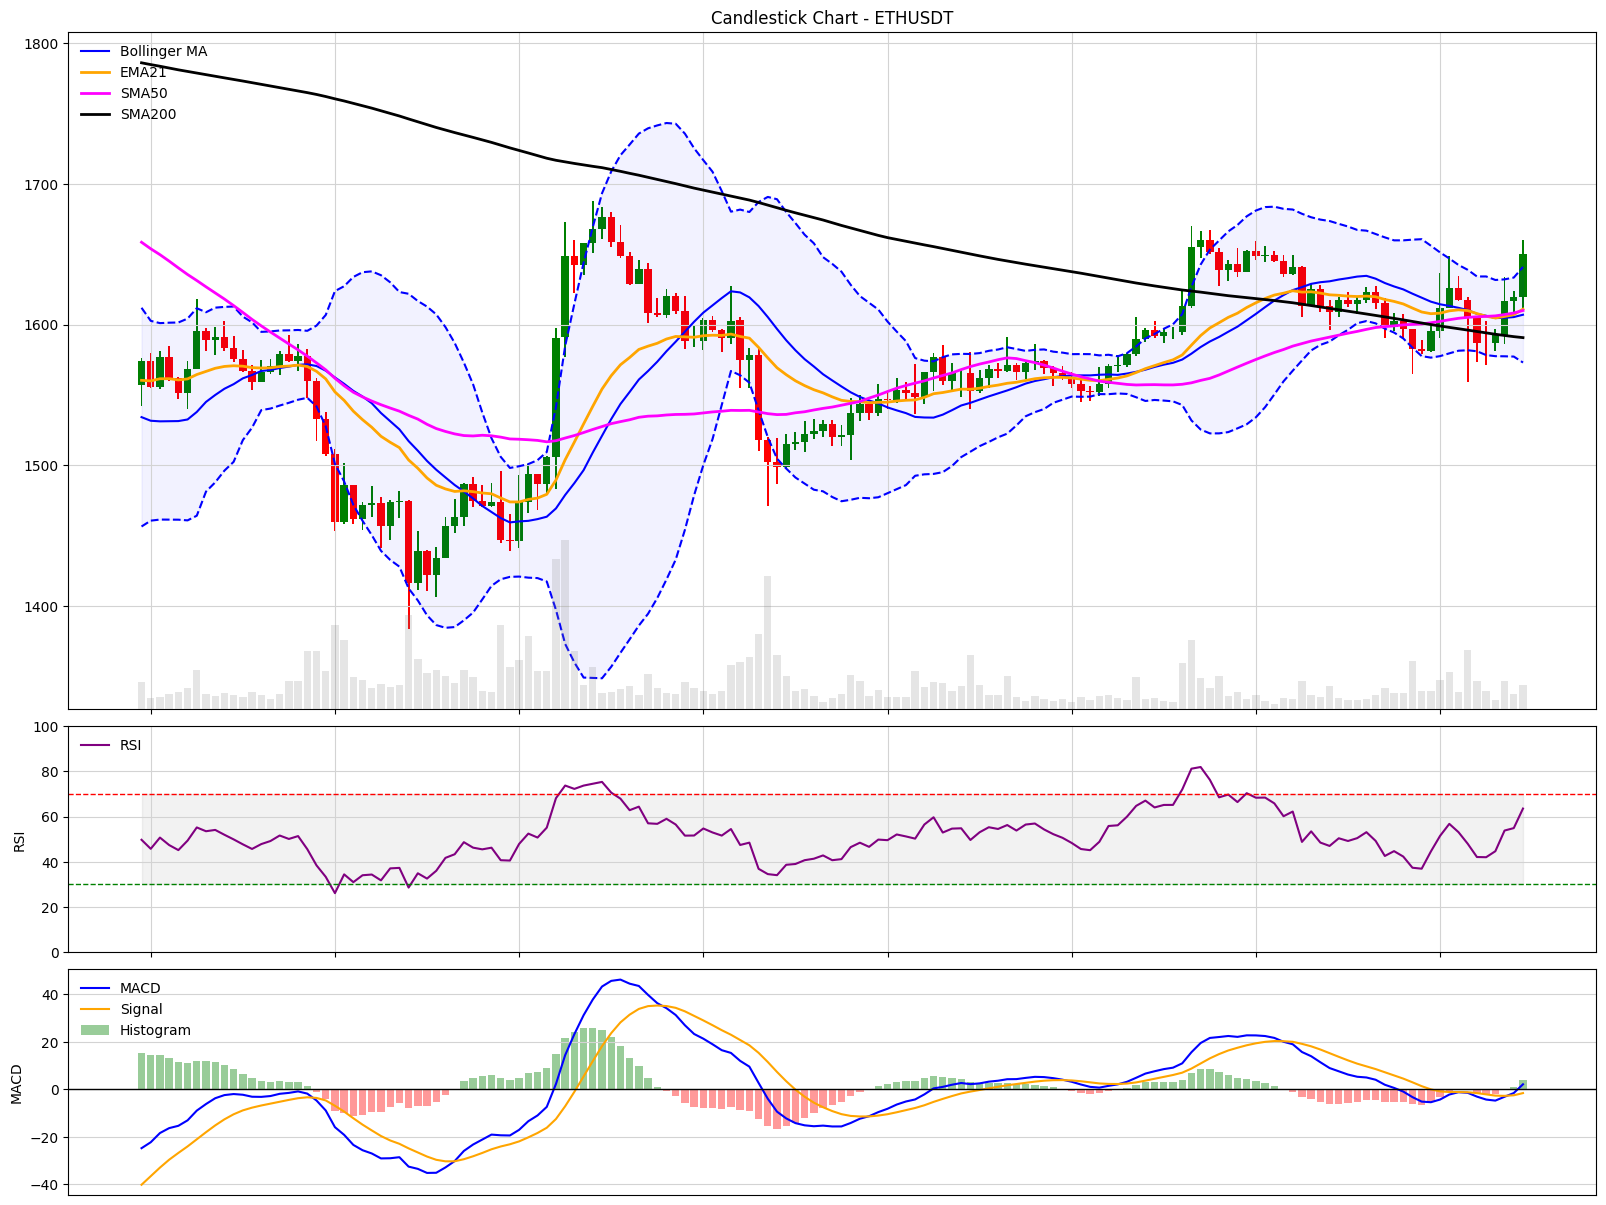 Candlestick Chart - ETHUSDT
Bollinger MA
EMA21
SMA50
SMA200
1800
1700
1600
1500
1400
RSI
RSI
100
80
60
40
20
0
MACD
Signal
Histogram
MACD
40
20
0
−20
−40